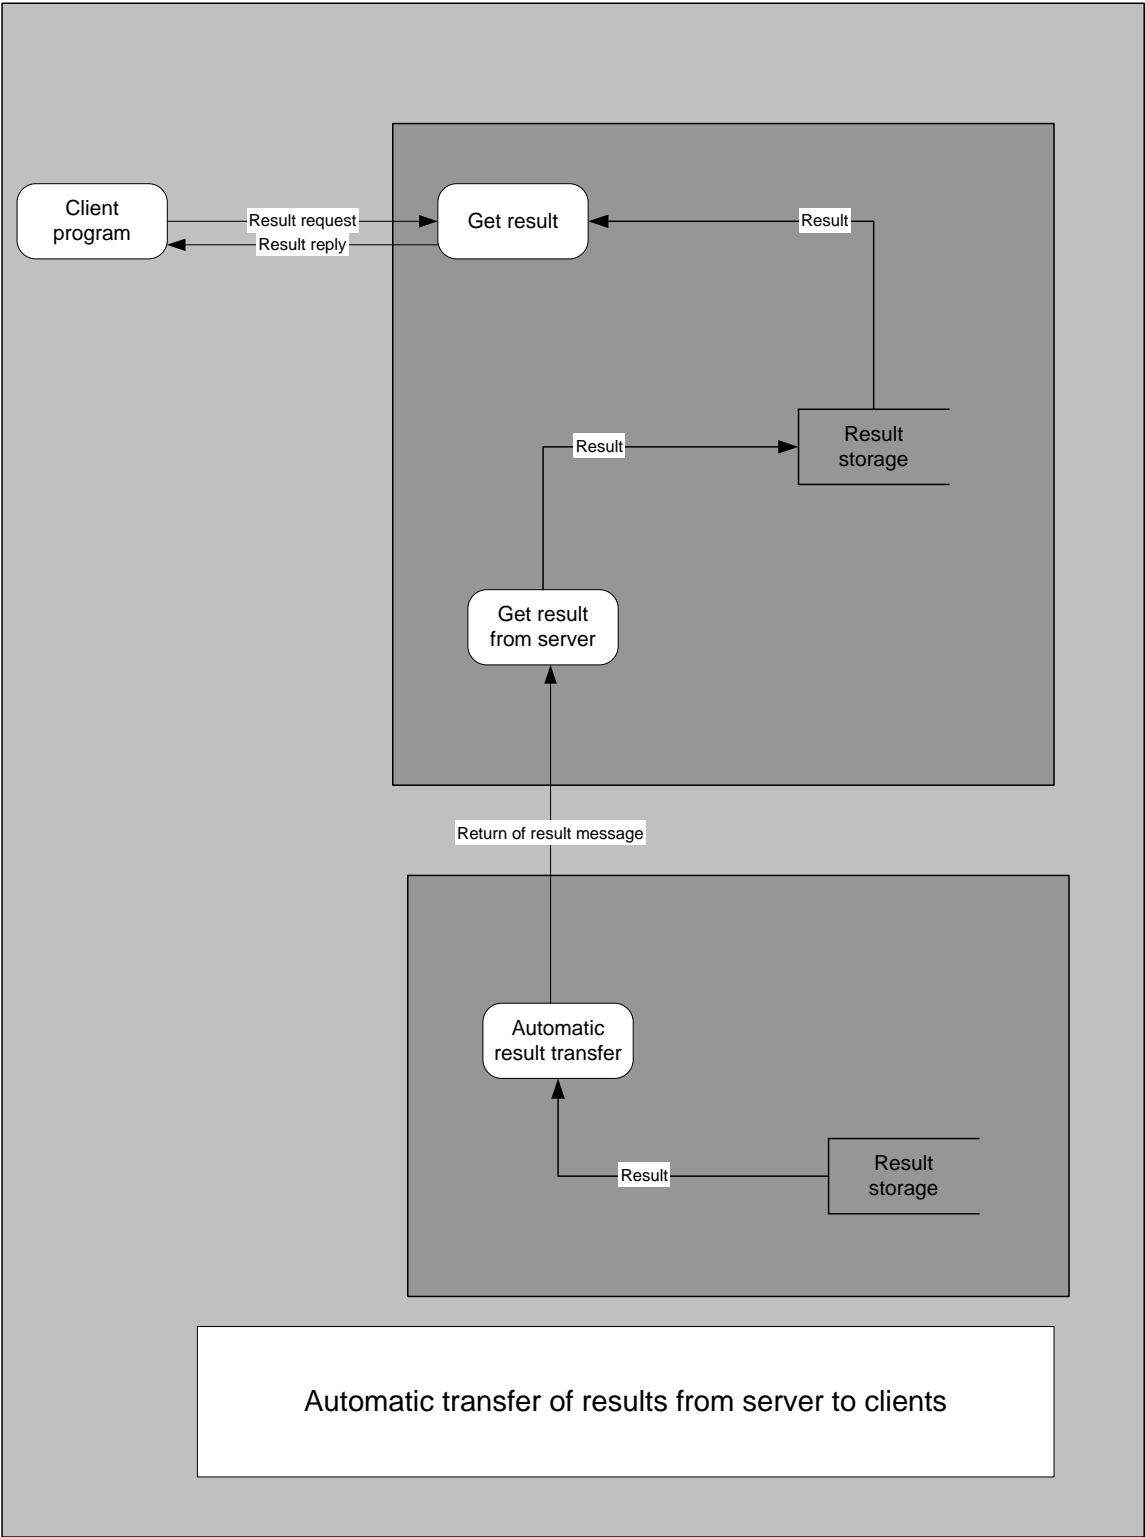 Client
program
Result request
Result reply
Get result
Result
Result
storage
Result
Get result
from server
Return of result message
Automatic
result transfer
Result
storage
Result
Automatic transfer of results from server to clients